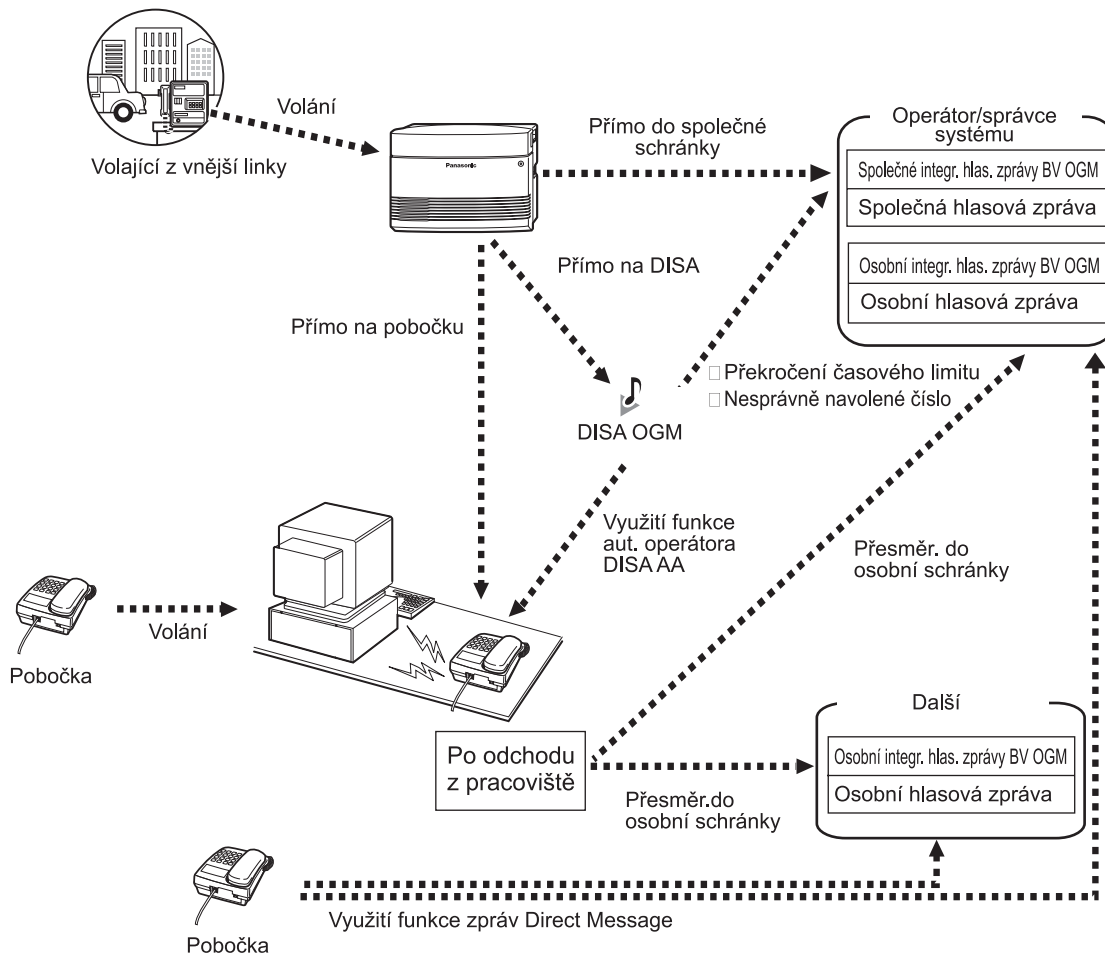 Volání
Volající z vnější linky
Panasonic
Přímo do společné
schránky
Operátor/správce
systému
Společné integr. hlas. zprávy BV OGM
Společná hlasová zpráva
Osobní integr. hlas. zprávy BV OGM
Osobní hlasová zpráva
Přímo na DISA
Přímo na pobočku
Překročení časového limitu
Nesprávně navolené číslo
DISA OGM
Využití funkce
aut. operátora
DISA AA
Přesměr. do
osobní schránky
Volání
Pobočka
Po odchodu
z pracoviště
Další
Osobní integr. hlas. zprávy BV OGM
Osobní hlasová zpráva
Přesměr.do
osobní schránky
Využití funkce zpráv Direct Message
Pobočka